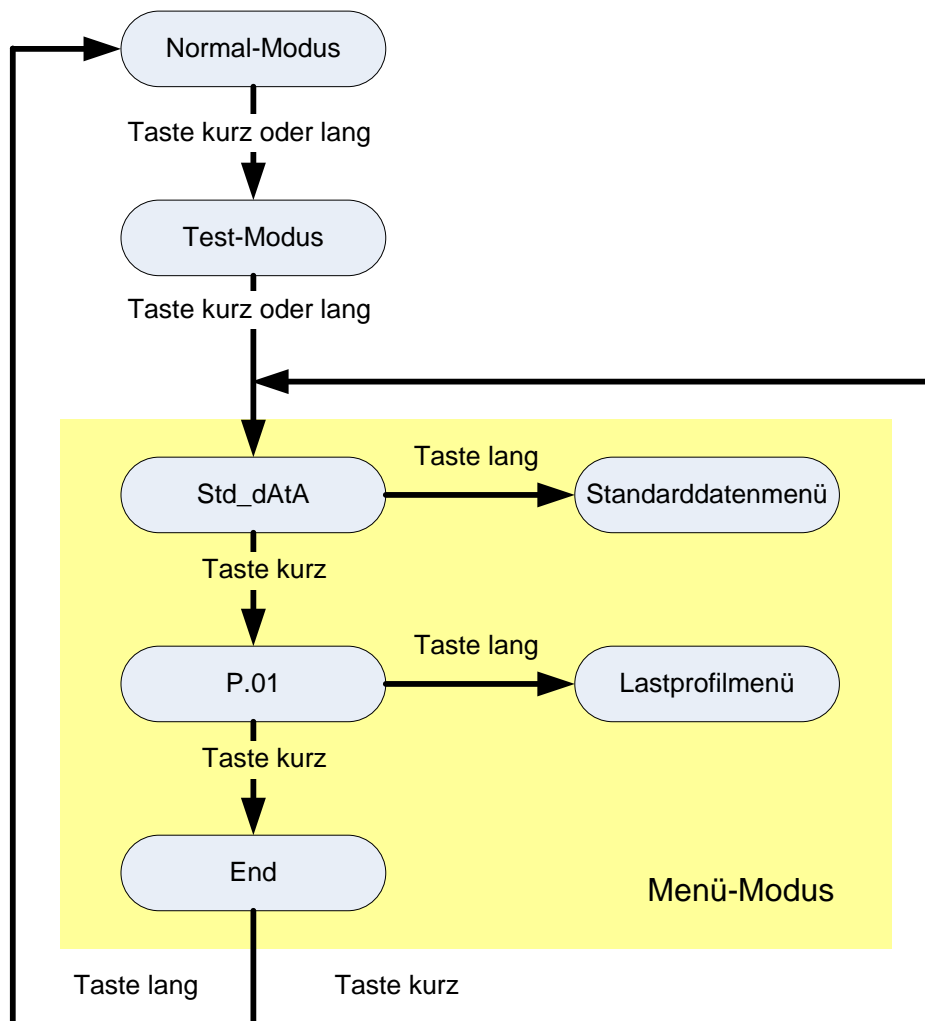 Normal-Modus
Taste kurz oder lang
Test-Modus
Taste kurz oder lang
Taste lang
Std_dAtA
Standarddatenmenü
Taste kurz
Taste lang
P.01
Lastprofilmenü
Taste kurz
End
Menü-Modus
Taste lang
Taste kurz